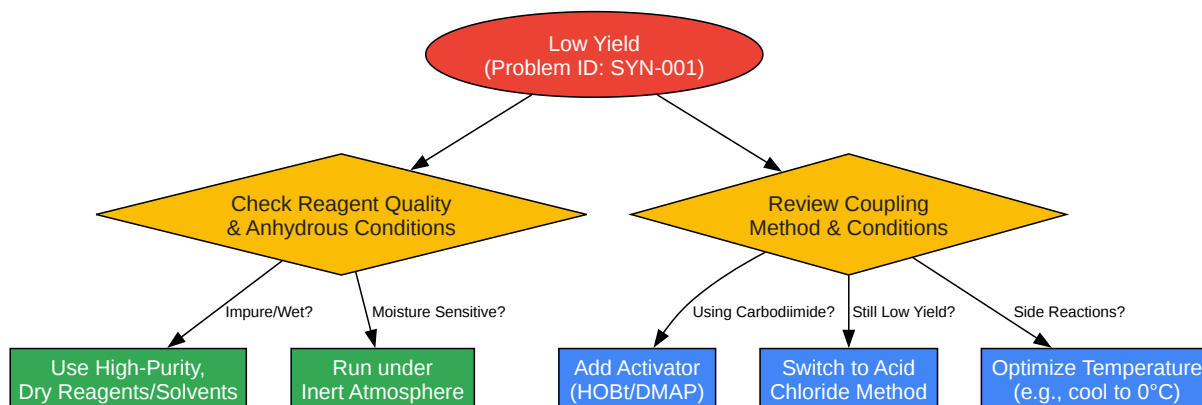 Low Yield
(Problem ID: SYN-001)
Check Reagent Quality
& Anhydrous Conditions
Review Coupling
Method & Conditions
Impure/Wet?
Moisture Sensitive?
Using Carbodiimide?
Still Low Yield?
Side Reactions?
Use High-Purity,
Dry Reagents/Solvents
Run under
Inert Atmosphere
Add Activator
(HOBt/DMAP)
Switch to Acid
Chloride Method
Optimize Temperature
(e.g., cool to 0°C)